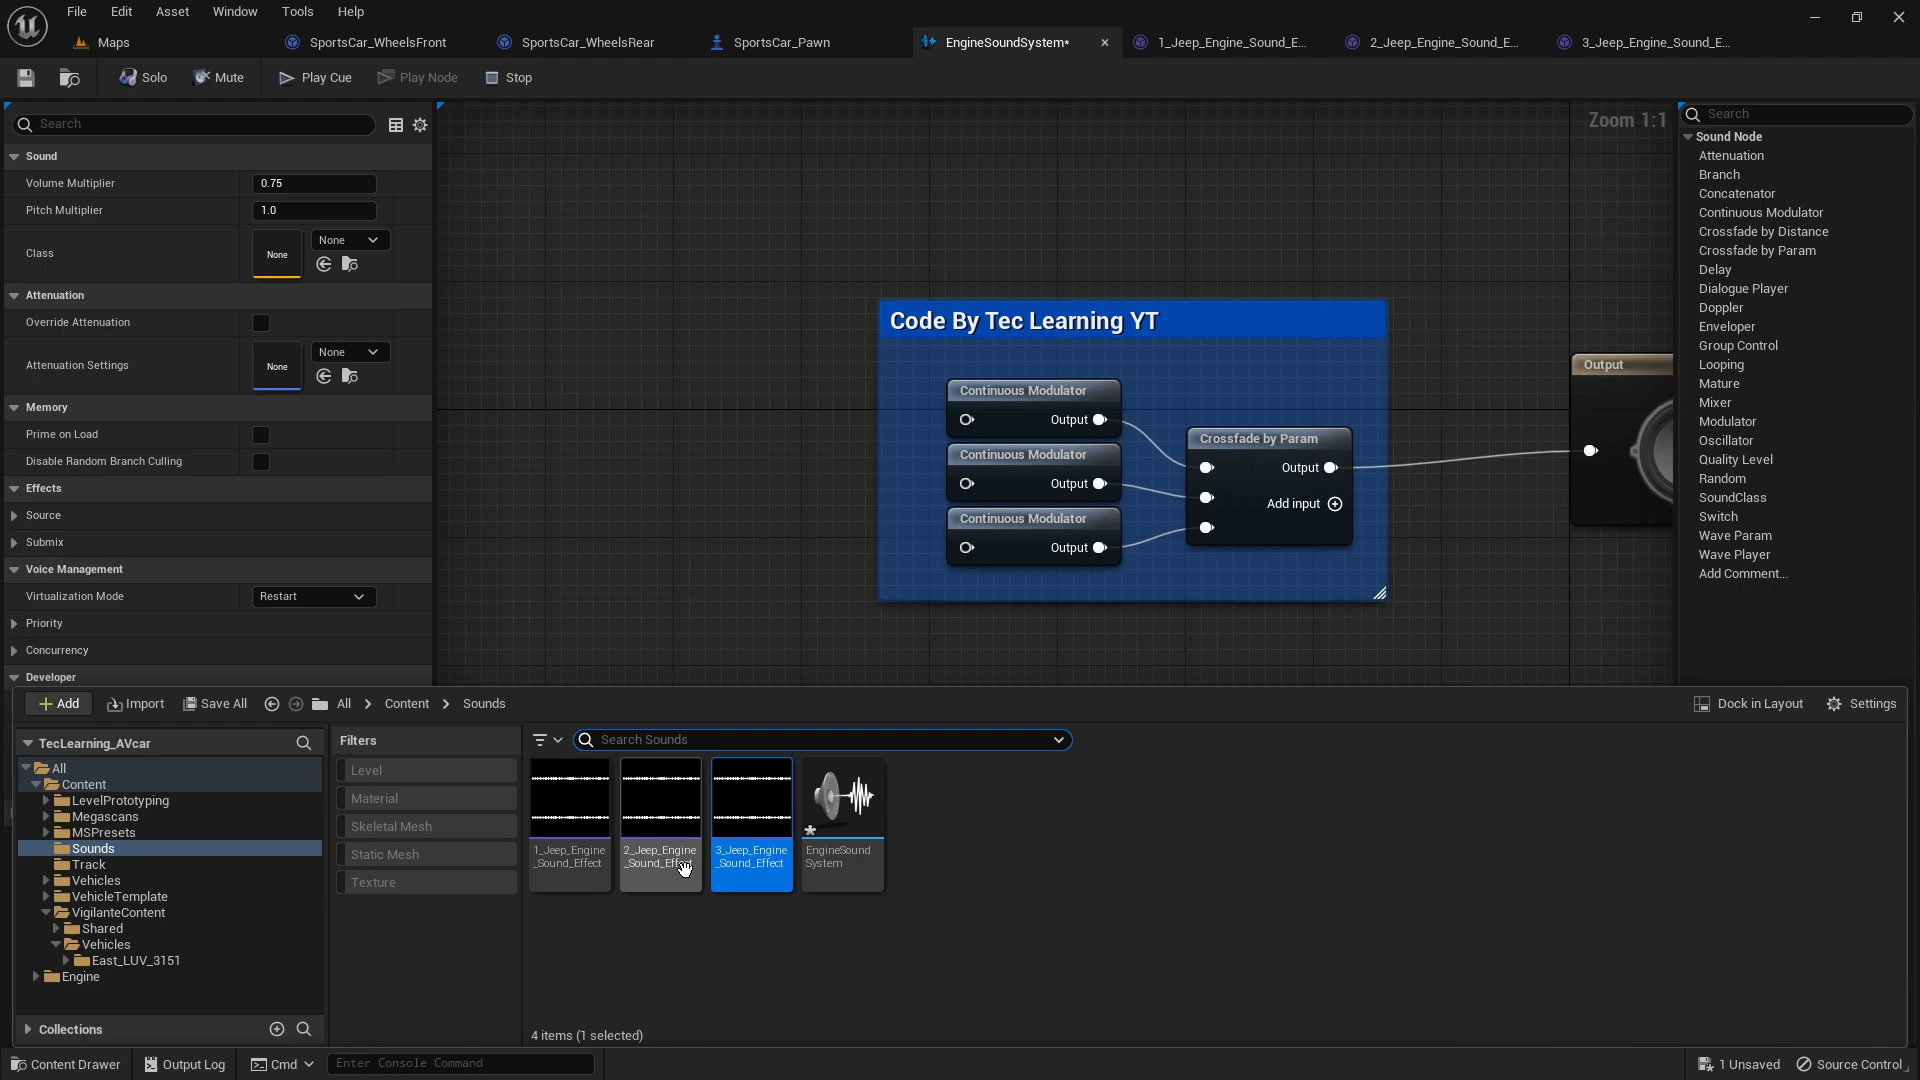 File Edit Asset Window Tools Help
Maps SportsCar_WheelsFront SportsCar_WheelsRear SportsCar_Pawn EngineSoundSystem* 1_Jeep_Engine_Sound_E... 2_Jeep_Engine_Sound_E... 3_Jeep_Engine_Sound_E...
Solo Mute Play Cue Play Node Stop
Search
Sound
Volume Multiplier 0.75
Pitch Multiplier 1.0
Class None None
Attenuation
Override Attenuation
Attenuation Settings None None
Memory
Prime on Load
Disable Random Branch Culling
Effects
Source
Submix
Voice Management
Virtualization Mode Restart
Priority
Concurrency
Developer
Zoom 1:1
Code By Tec Learning YT
Continuous Modulator
Output
Continuous Modulator
Output
Continuous Modulator
Output
Crossfade by Param
Output
Add input
Output
Search
Sound Node
Attenuation
Branch
Concatenator
Continuous Modulator
Crossfade by Distance
Crossfade by Param
Delay
Dialogue Player
Doppler
Enveloper
Group Control
Looping
Mature
Mixer
Modulator
Oscillator
Quality Level
Random
SoundClass
Switch
Wave Param
Wave Player
Add Comment...
Add Import Save All All Content Sounds Dock in Layout Settings
TecLearning_AVcar
All
Content
LevelPrototyping
Megascans
MSPresets
Sounds
Track
Vehicles
VehicleTemplate
VigilanteContent
Shared
Vehicles
East_LUV_3151
Engine
Collections
Filters
Level
Material
Skeletal Mesh
Static Mesh
Texture
Search Sounds
1_Jeep_Engine
_Sound_Effect
2_Jeep_Engine
_Sound_Effect
3_Jeep_Engine
_Sound_Effect
EngineSound
System
4 items (1 selected)
Content Drawer Output Log Cmd Enter Console Command 1 Unsaved Source Control